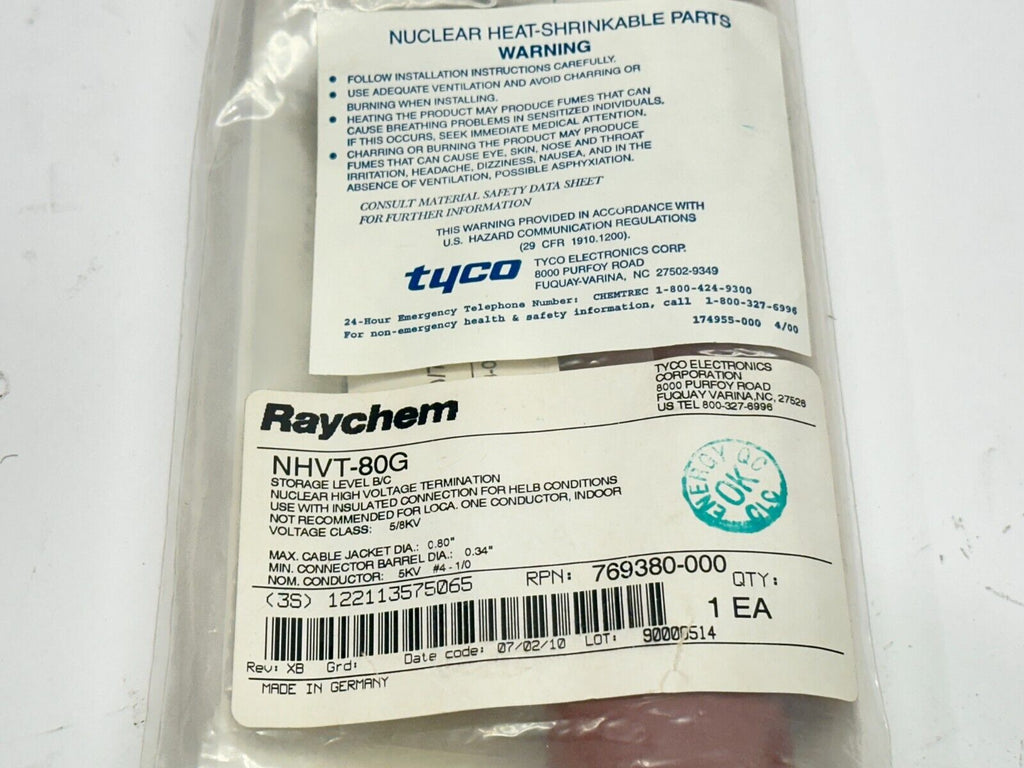 NUCLEAR HEAT-SHRINKABLE PARTS
WARNING
• FOLLOW INSTALLATION INSTRUCTIONS CAREFULLY.
• USE ADEQUATE VENTILATION AND AVOID CHARRING OR
BURNING WHEN INSTALLING.
• HEATING THE PRODUCT MAY PRODUCE FUMES THAT CAN
CAUSE BREATHING PROBLEMS IN SENSITIZED INDIVIDUALS.
IF THIS OCCURS, SEEK IMMEDIATE MEDICAL ATTENTION.
• CHARRING OR BURNING THE PRODUCT MAY PRODUCE
FUMES THAT CAN CAUSE EYE, SKIN, NOSE AND THROAT
IRRITATION, HEADACHE, DIZZINESS, NAUSEA, AND IN THE
ABSENCE OF VENTILATION, POSSIBLE ASPHYXIATION.
CONSULT MATERIAL SAFETY DATA SHEET
FOR FURTHER INFORMATION
THIS WARNING PROVIDED IN ACCORDANCE WITH
U.S. HAZARD COMMUNICATION REGULATIONS
(29 CFR 1910.1200).
tyco
TYCO ELECTRONICS CORP.
8000 PURFOY ROAD
FUQUAY-VARINA, NC 27502-9349
24-Hour Emergency Telephone Number: CHEMTREC 1-800-424-9300
For non-emergency health & safety information, call 1-800-327-6996
174955-000 4/00
Raychem
TYCO ELECTRONICS
CORPORATION
8000 PURFOY ROAD
FUQUAY VARINA,NC, 27526
US TEL 800-327-6996
NHVT-80G
STORAGE LEVEL B/C
NUCLEAR HIGH VOLTAGE TERMINATION
USE WITH INSULATED CONNECTION FOR HELB CONDITIONS
NOT RECOMMENDED FOR LOCA. ONE CONDUCTOR, INDOOR
VOLTAGE CLASS: 5/8KV
ENERGY QC
OK
CLC
MAX. CABLE JACKET DIA.: 0.80"
MIN. CONNECTOR BARREL DIA.: 0.34"
NOM. CONDUCTOR: 5KV #4 - 1/0
(3S) 122113575065
RPN: 769380-000
QTY:
1 EA
Rev: XB Grd: Date code: 07/02/10 LOT: 90000514
MADE IN GERMANY